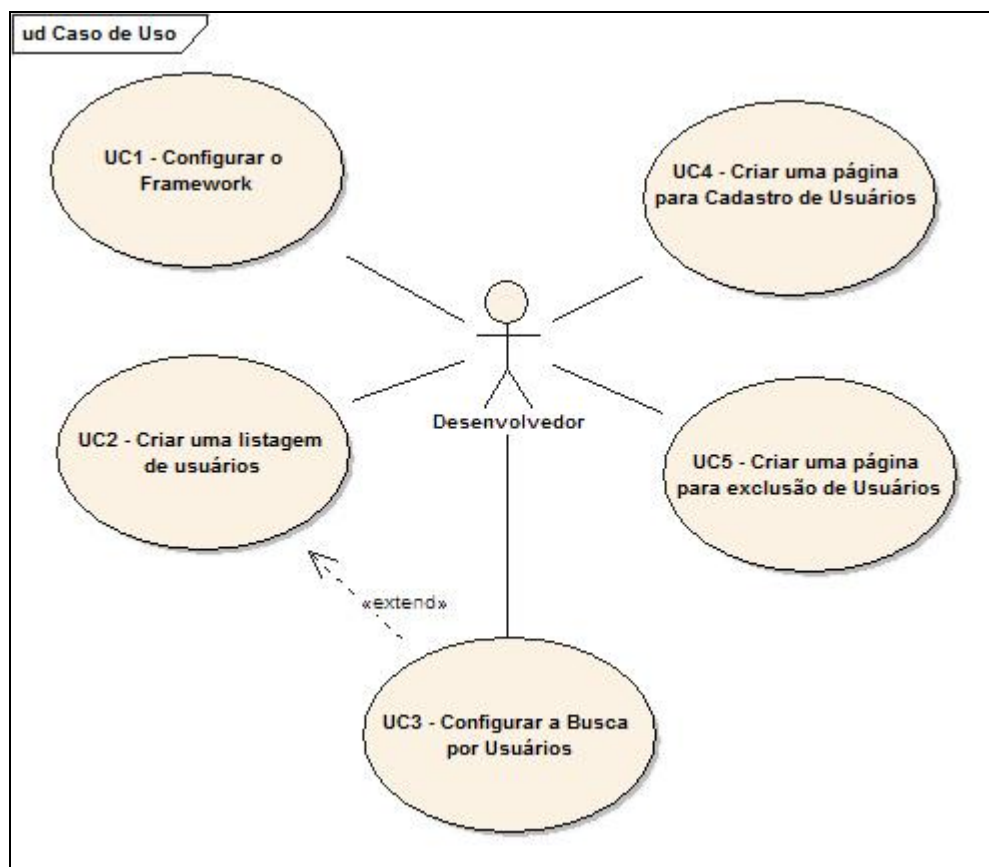 ud Caso de Uso
UC1 - Configurar o
Framework
UC4 - Criar uma página
para Cadastro de Usuários
UC2 - Criar uma listagem
de usuários
Desenvolvedor
UC5 - Criar uma página
para exclusão de Usuários
«extend»
UC3 - Configurar a Busca
por Usuários